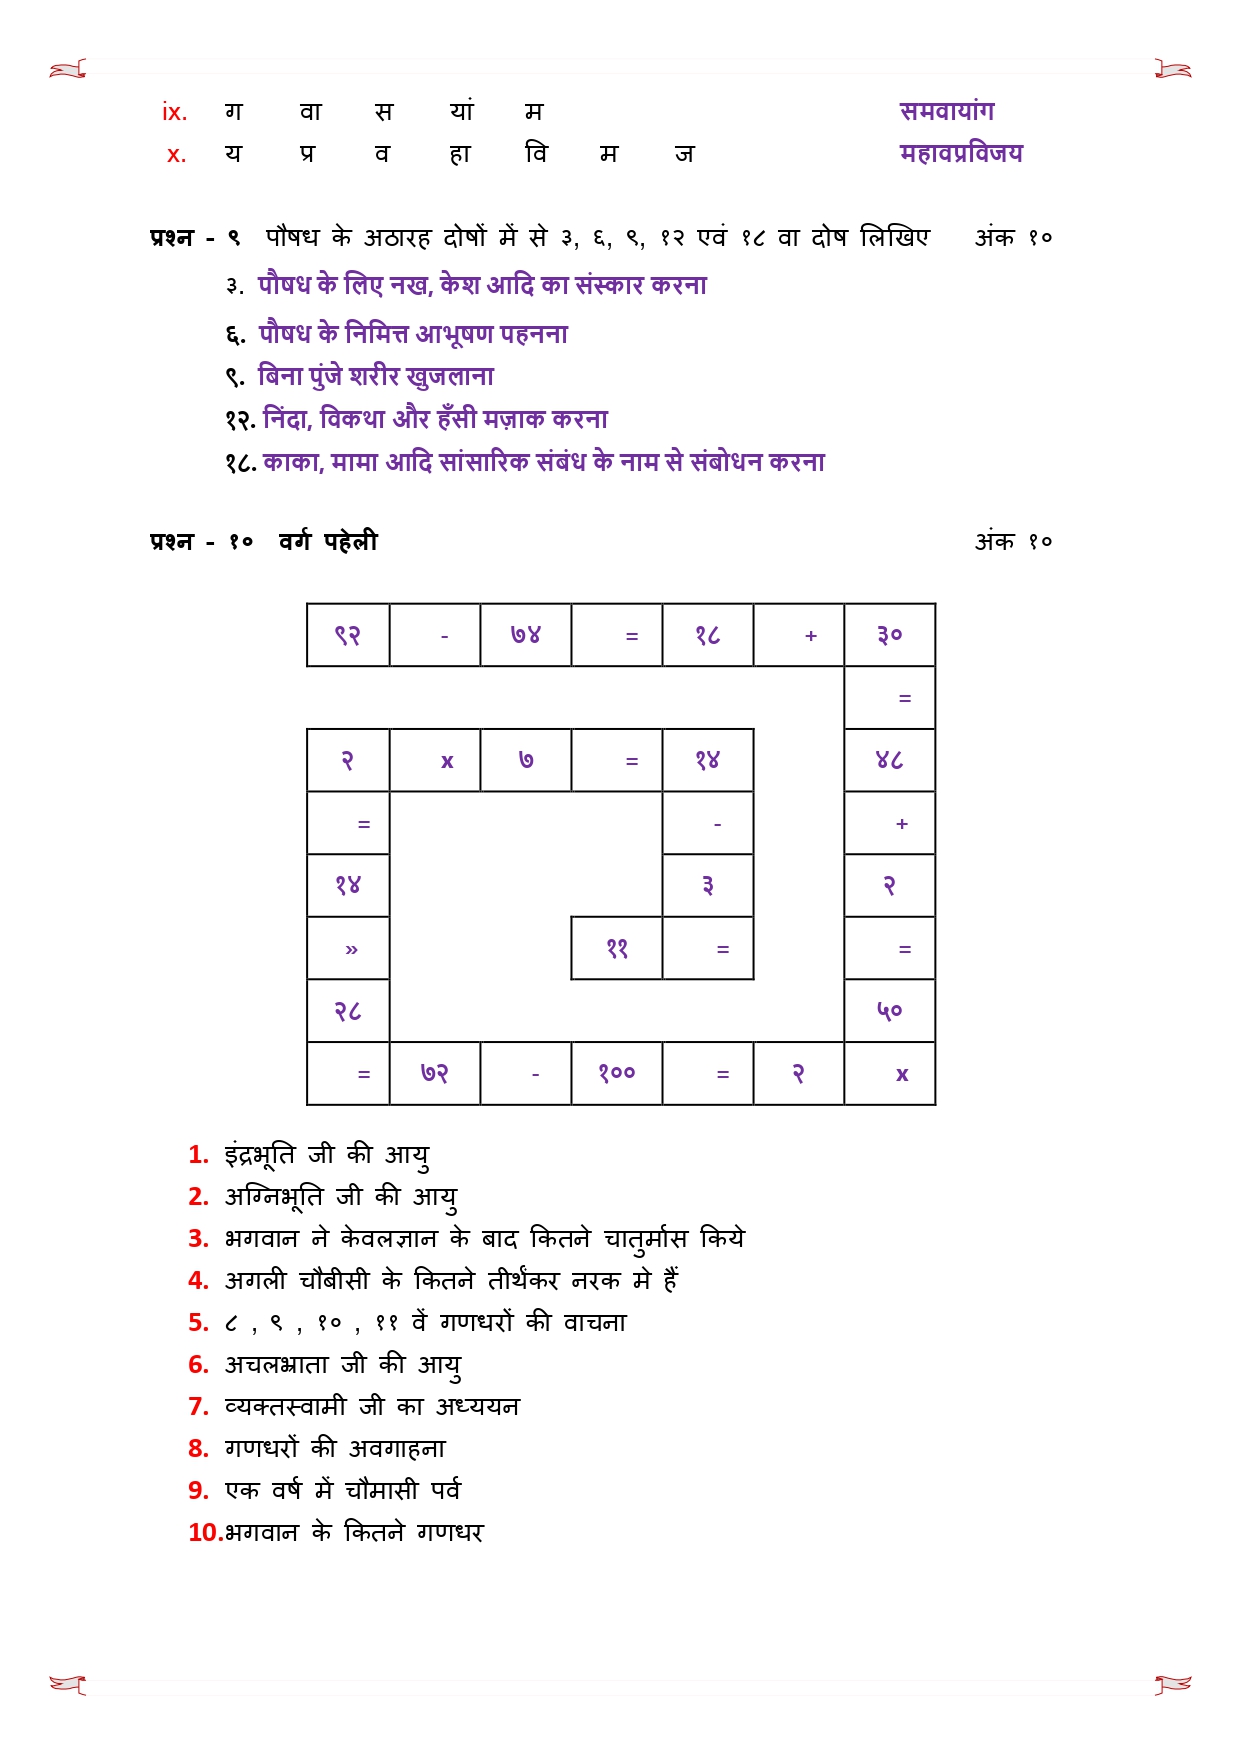 ix. ग वा स यां म समवायांग
x. य प्र व हा वि म ज महावप्रविजय
प्रश्न - ९ पौषध के अठारह दोषों में से ३, ६, ९, १२ एवं १८ वा दोष लिखिए अंक १०
३. पौषध के लिए नख, केश आदि का संस्कार करना
६. पौषध के निमित्त आभूषण पहनना
९. बिना पुंजे शरीर खुजलाना
१२. निंदा, विकथा और हँसी मज़ाक करना
१८. काका, मामा आदि सांसारिक संबंध के नाम से संबोधन करना
प्रश्न - १० वर्ग पहेली अंक १०
९२ - ७४ = १८ + ३०
=
२ x ७ = १४ ४८
= - +
१४ ३ २
» ११ = =
२८ ५०
= ७२ - १०० = २ x
1. इंद्रभूति जी की आयु
2. अग्निभूति जी की आयु
3. भगवान ने केवलज्ञान के बाद कितने चातुर्मास किये
4. अगली चौबीसी के कितने तीर्थंकर नरक मे हैं
5. ८ , ९ , १० , ११ वें गणधरों की वाचना
6. अचलभ्राता जी की आयु
7. व्यक्तस्वामी जी का अध्ययन
8. गणधरों की अवगाहना
9. एक वर्ष में चौमासी पर्व
10.भगवान के कितने गणधर